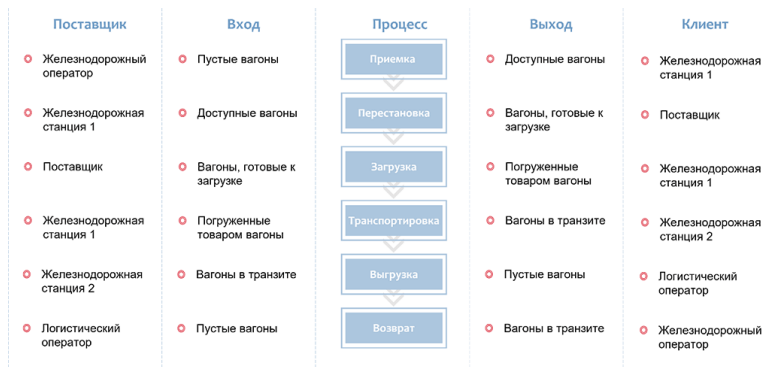 Поставщик Вход Процесс Выход Клиент
Железнодорожный оператор
Пустые вагоны
Приемка
Доступные вагоны
Железнодорожная станция 1
Железнодорожная станция 1
Доступные вагоны
Перестановка
Вагоны, готовые к загрузке
Поставщик
Поставщик
Вагоны, готовые к загрузке
Загрузка
Погруженные товаром вагоны
Железнодорожная станция 1
Железнодорожная станция 1
Погруженные товаром вагоны
Транспортировка
Вагоны в транзите
Железнодорожная станция 2
Железнодорожная станция 2
Вагоны в транзите
Выгрузка
Пустые вагоны
Логистический оператор
Логистический оператор
Пустые вагоны
Возврат
Вагоны в транзите
Железнодорожный оператор